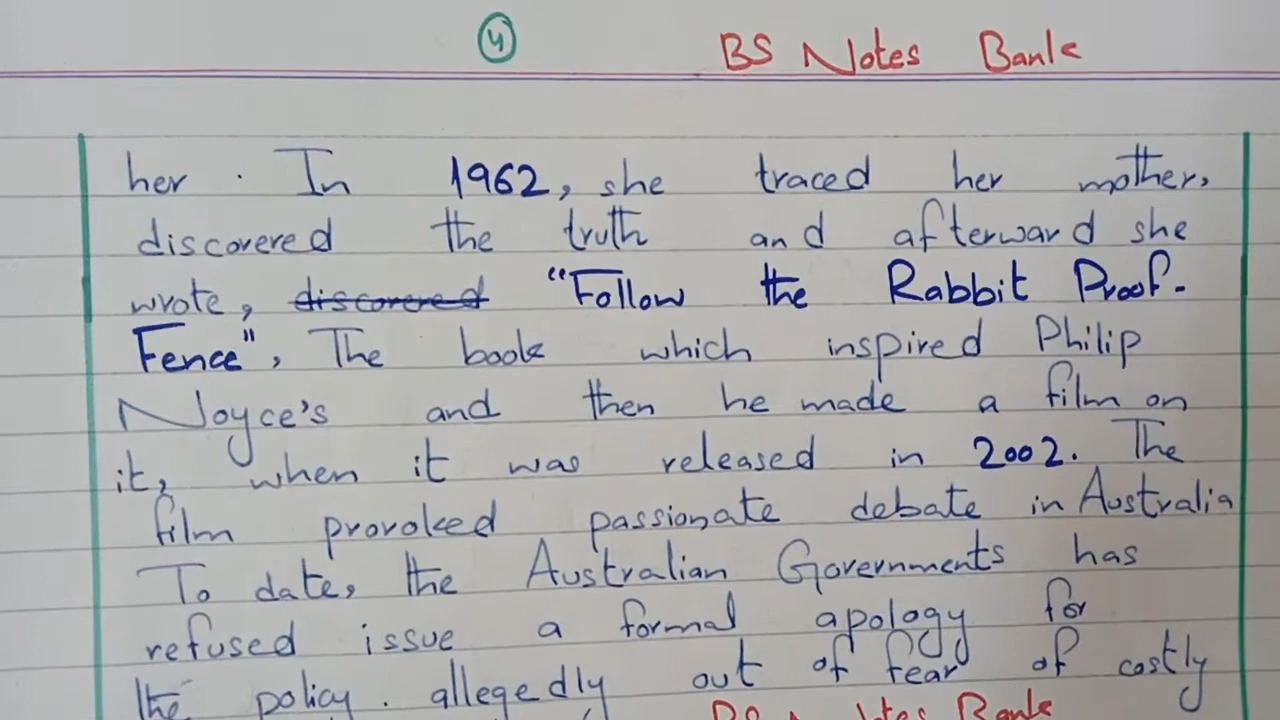 4 BS Notes Bank
her. In 1962, she traced her mother,
discovered the truth and afterward she
wrote, discovered "Follow the Rabbit Proof-
Fence", The book which inspired Philip
Noyce's and then he made a film on
it, when it was released in 2002. The
film provoked passionate debate in Australia
To date, the Australian Governments has
refused issue a formal apology for
the policy. allegedly out of fear of costly
BS Notes Bank